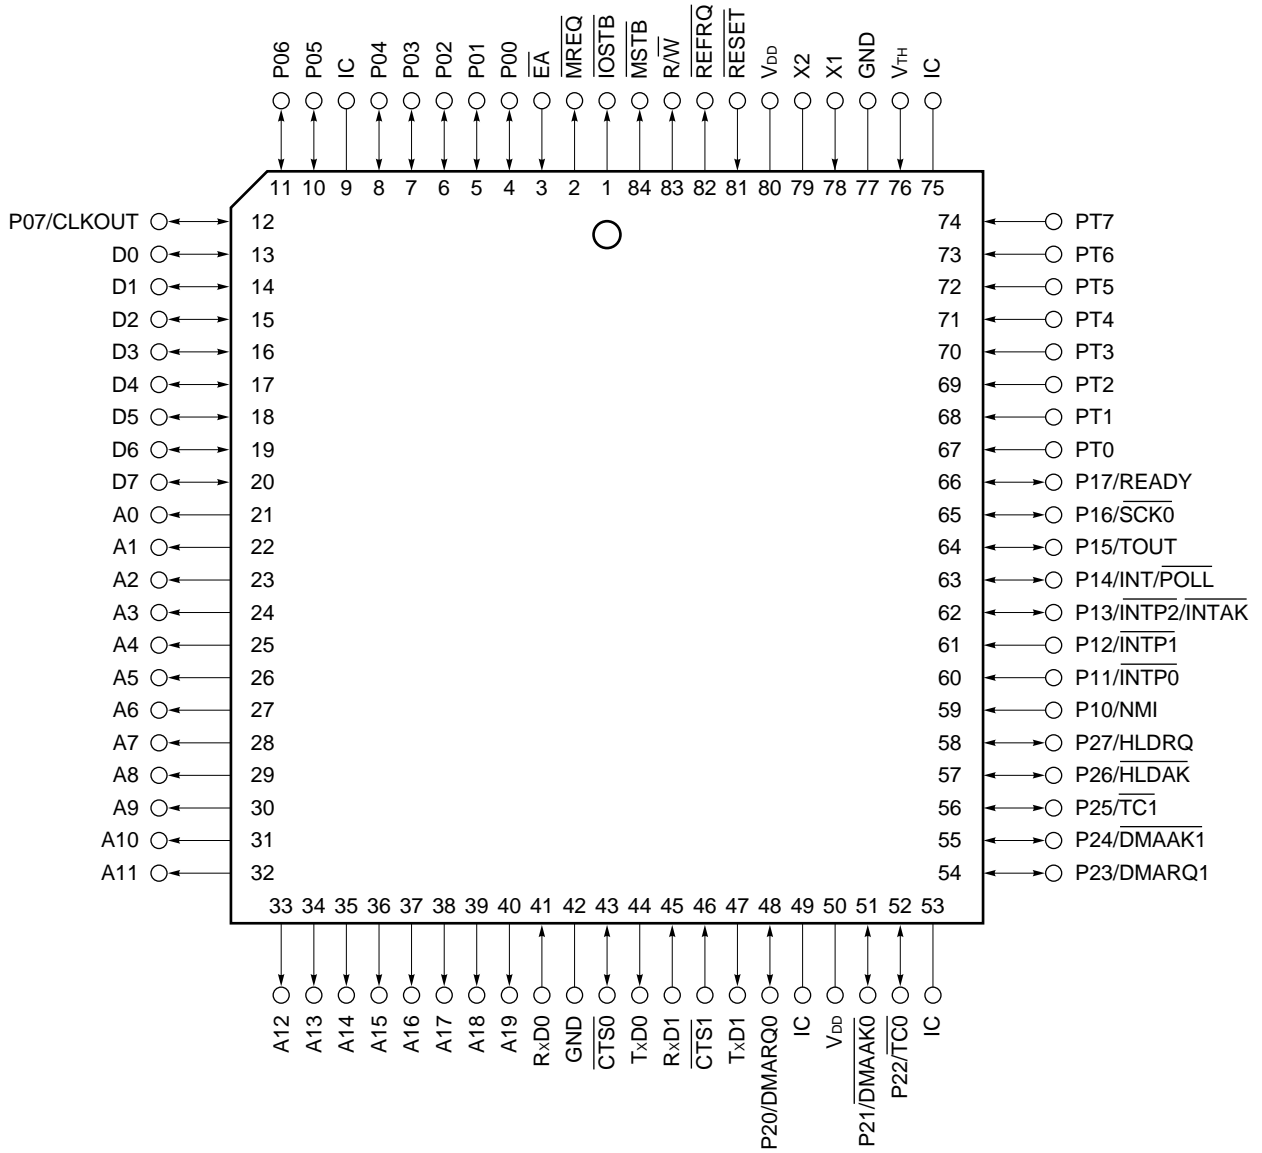 P06 P05 IC P04 P03 P02 P01 P00 EA MREQ IOSTB MSTB R/W REFRQ RESET VDD X2 X1 GND VTH IC
11 10 9 8 7 6 5 4 3 2 1 84 83 82 81 80 79 78 77 76 75
P07/CLKOUT 12 74 PT7
D0 13 73 PT6
D1 14 72 PT5
D2 15 71 PT4
D3 16 70 PT3
D4 17 69 PT2
D5 18 68 PT1
D6 19 67 PT0
D7 20 66 P17/READY
A0 21 65 P16/SCK0
A1 22 64 P15/TOUT
A2 23 63 P14/INT/POLL
A3 24 62 P13/INTP2/INTAK
A4 25 61 P12/INTP1
A5 26 60 P11/INTP0
A6 27 59 P10/NMI
A7 28 58 P27/HLDRQ
A8 29 57 P26/HLDAK
A9 30 56 P25/TC1
A10 31 55 P24/DMAAK1
A11 32 54 P23/DMARQ1
33 34 35 36 37 38 39 40 41 42 43 44 45 46 47 48 49 50 51 52 53
A12 A13 A14 A15 A16 A17 A18 A19 RxD0 GND CTS0 TxD0 RxD1 CTS1 TxD1 P20/DMARQ0 IC VDD P21/DMAAK0 P22/TC0 IC